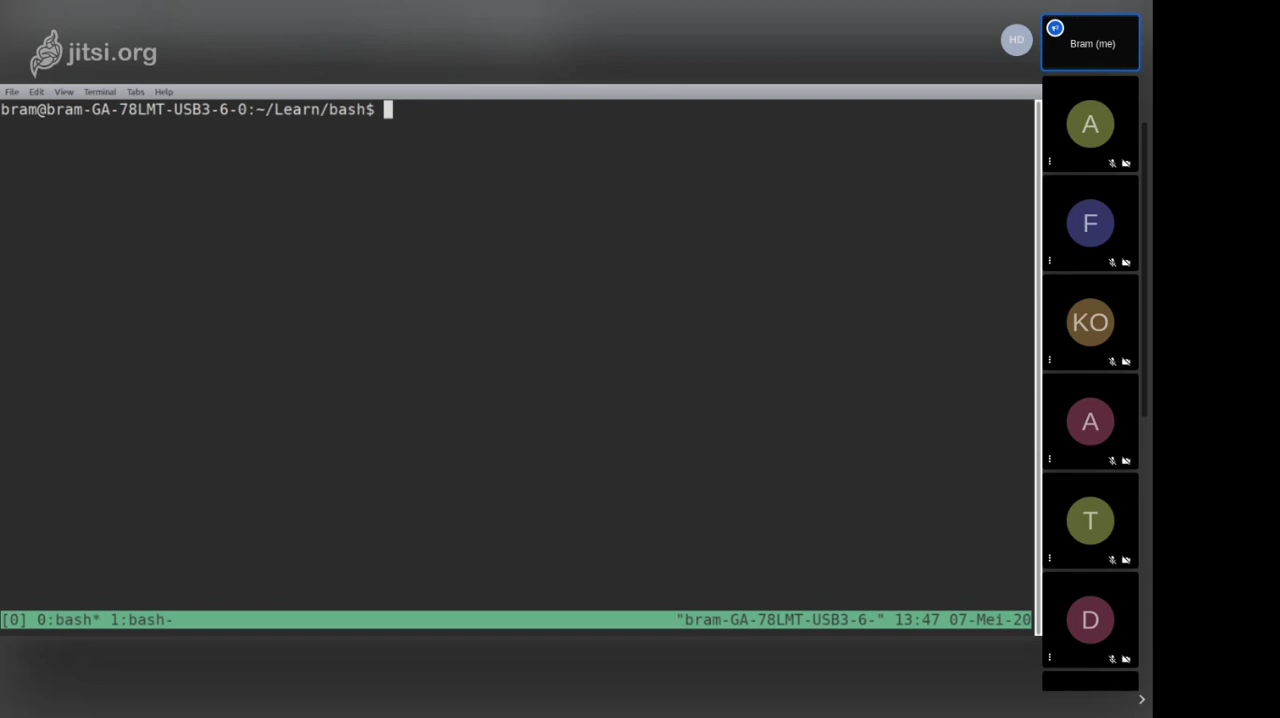 jitsi.org
HD
Bram (me)
File Edit View Terminal Tabs Help
bram@bram-GA-78LMT-USB3-6-0:~/Learn/bash$
A
F
KO
A
T
D
[0] 0:bash* 1:bash- "bram-GA-78LMT-USB3-6-" 13:47 07-Mei-20